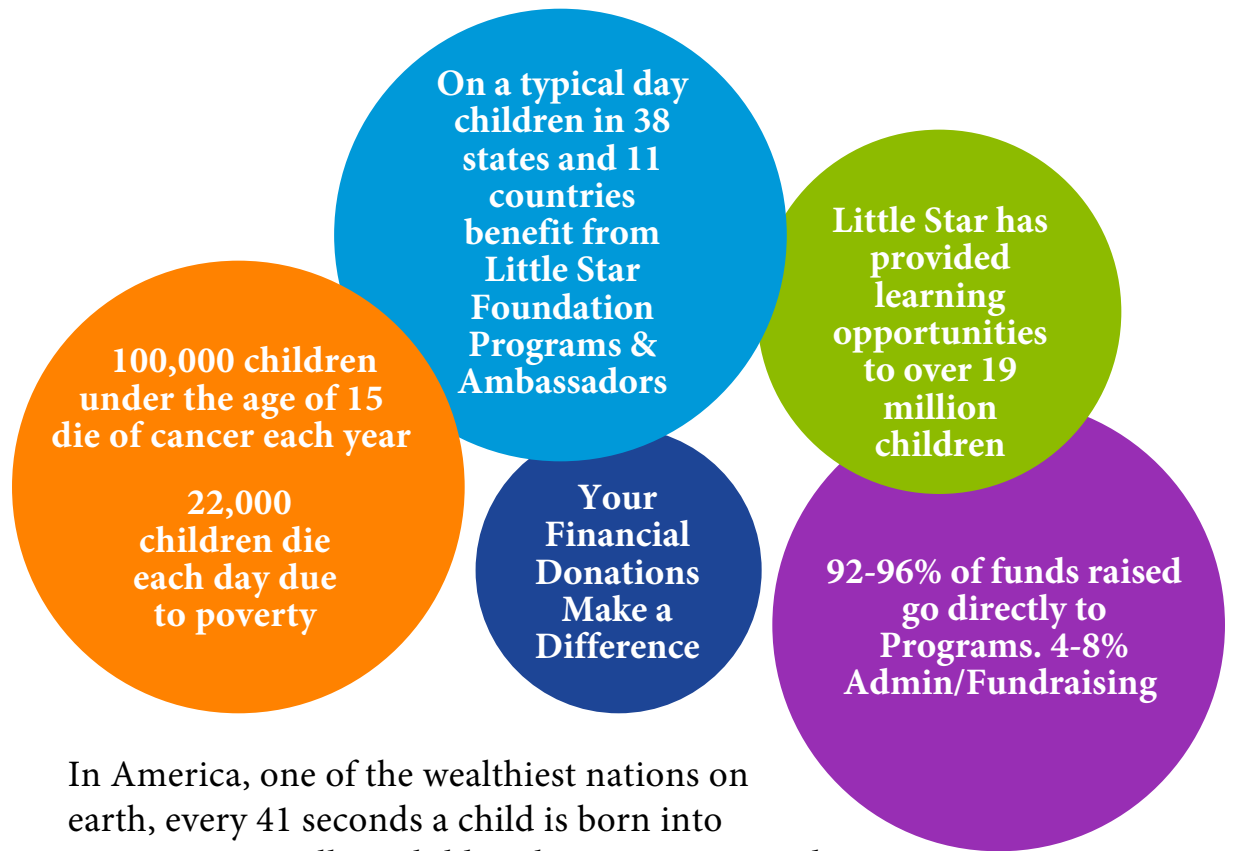 On a typical day
children in 38
states and 11
countries
benefit from
Little Star
Foundation
Programs &
Ambassadors
Little Star has
provided
learning
opportunities
to over 19
million
children
100,000 children
under the age of 15
die of cancer each year
22,000
children die
each day due
to poverty
Your
Financial
Donations
Make a
Difference
92-96% of funds raised
go directly to
Programs. 4-8%
Admin/Fundraising
In America, one of the wealthiest nations on
earth, every 41 seconds a child is born into